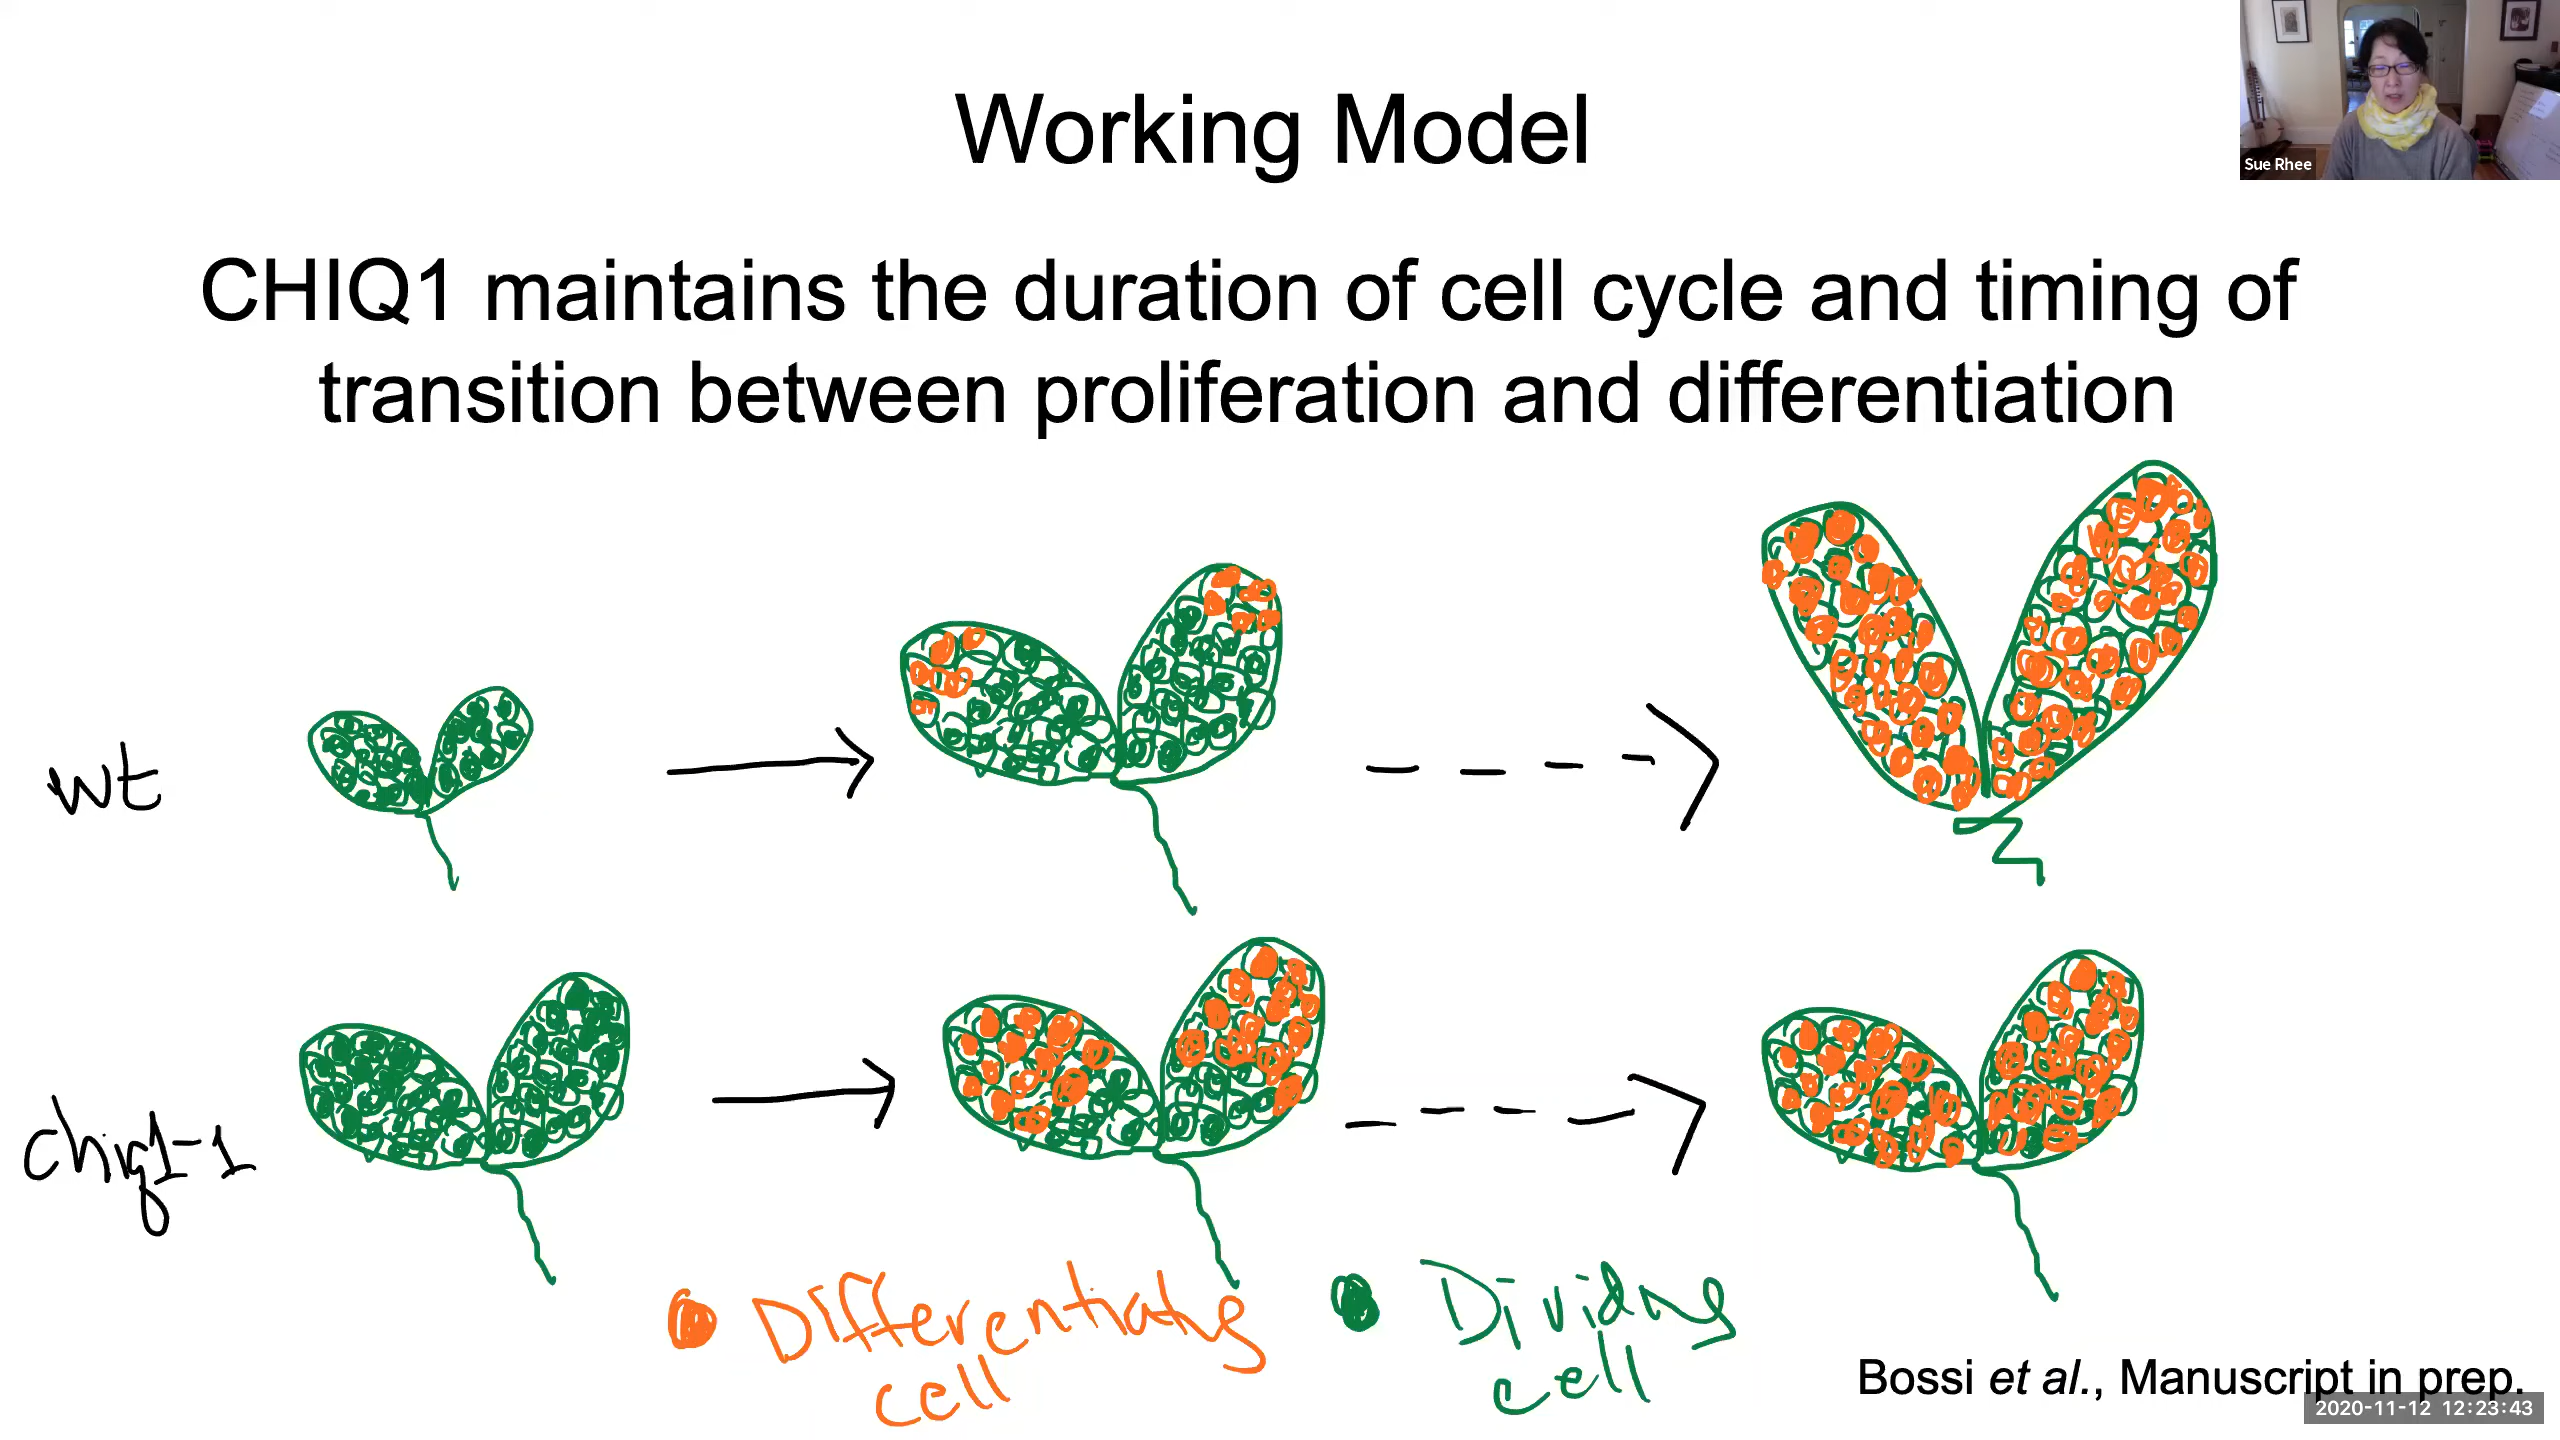 Working Model
Sue Rhee
CHIQ1 maintains the duration of cell cycle and timing of
transition between proliferation and differentiation
wt
chiq1-1
Differentiating
cell
Dividing
cell
Bossi et al., Manuscript in prep.
2020-11-12 12:23:43